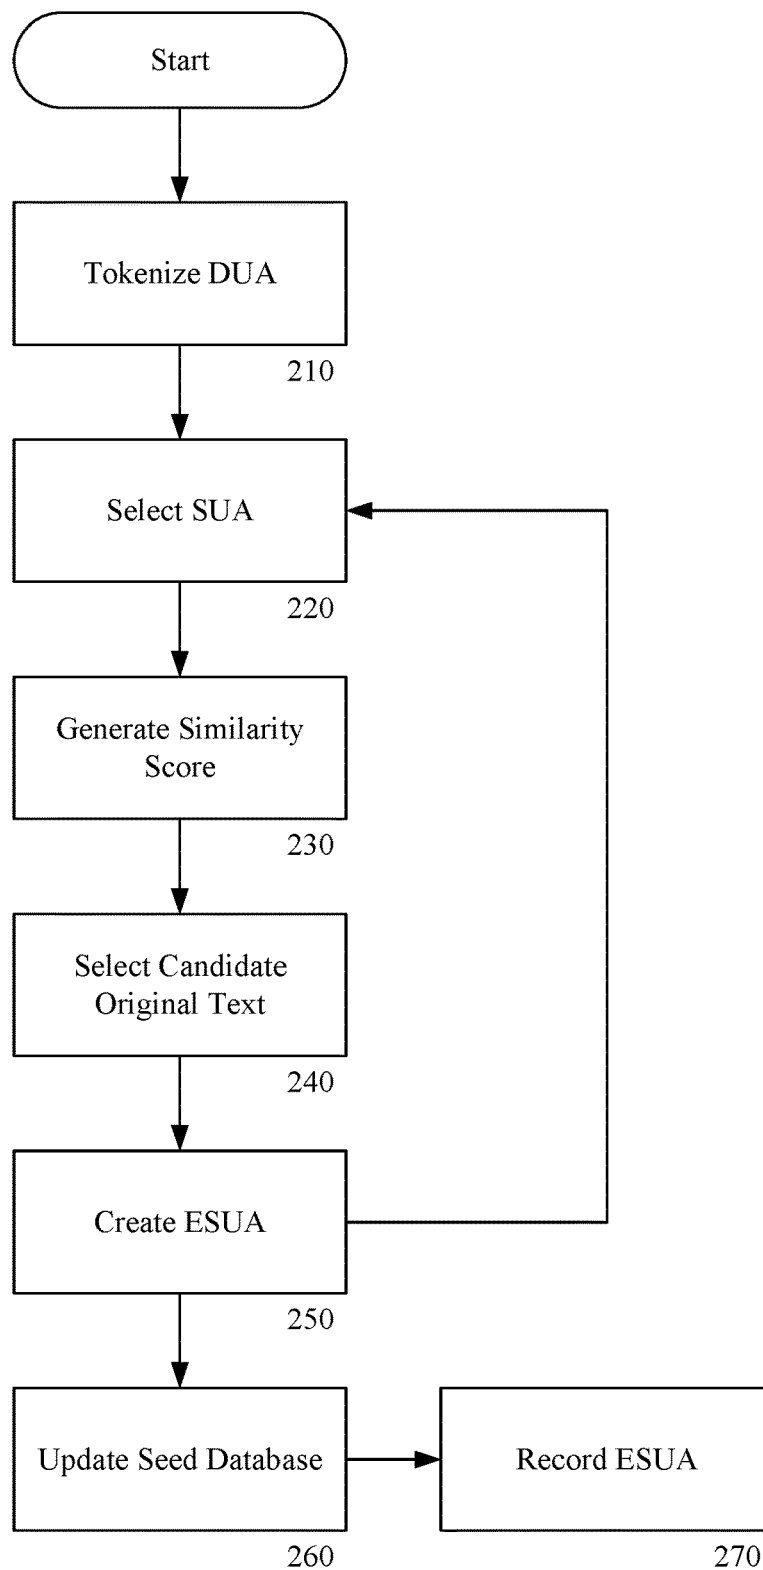 Start
Tokenize DUA
210
Select SUA
220
Generate Similarity
Score
230
Select Candidate
Original Text
240
Create ESUA
250
Update Seed Database
260
Record ESUA
270